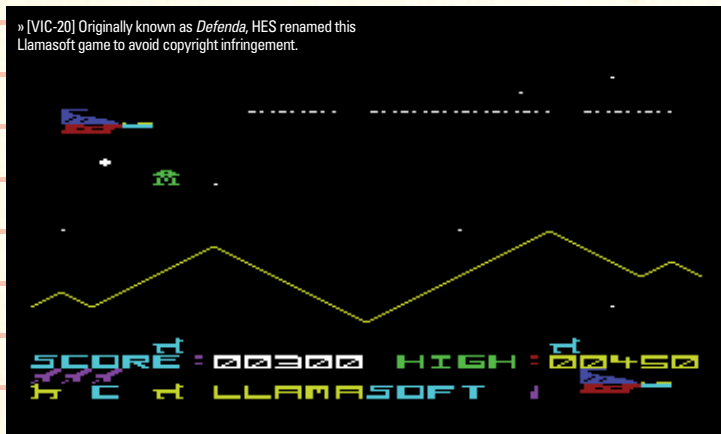 » [VIC-20] Originally known as Defenda, HES renamed this
Llamasoft game to avoid copyright infringement.
SCORE:00300 HIGH:00450
C LLAMASOFT